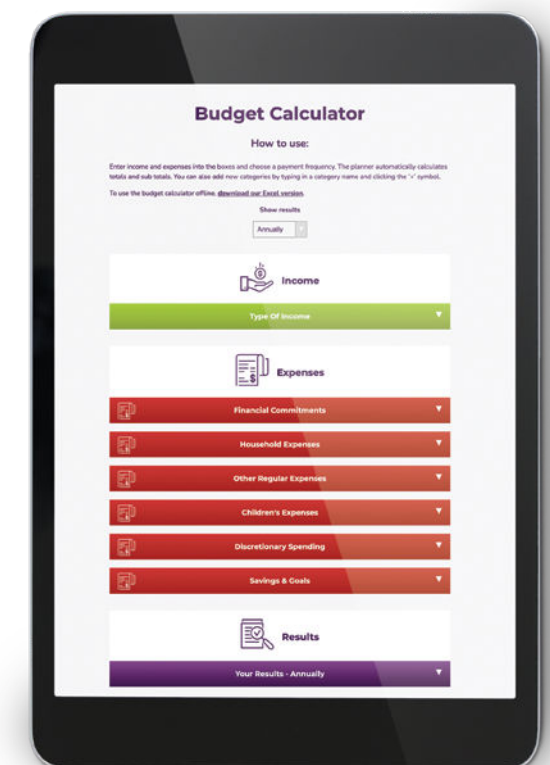 Budget Calculator
How to use:
Enter income and expenses into the boxes and choose a payment frequency. The planner automatically calculates
totals and sub totals. You can also add new categories by typing in a category name and clicking the '+' symbol.
To use the budget calculator offline, download our Excel version.
Show results
Annually
Income
Type Of Income
Expenses
Financial Commitments
Household Expenses
Other Regular Expenses
Children's Expenses
Discretionary Spending
Savings & Goals
Results
Your Results - Annually